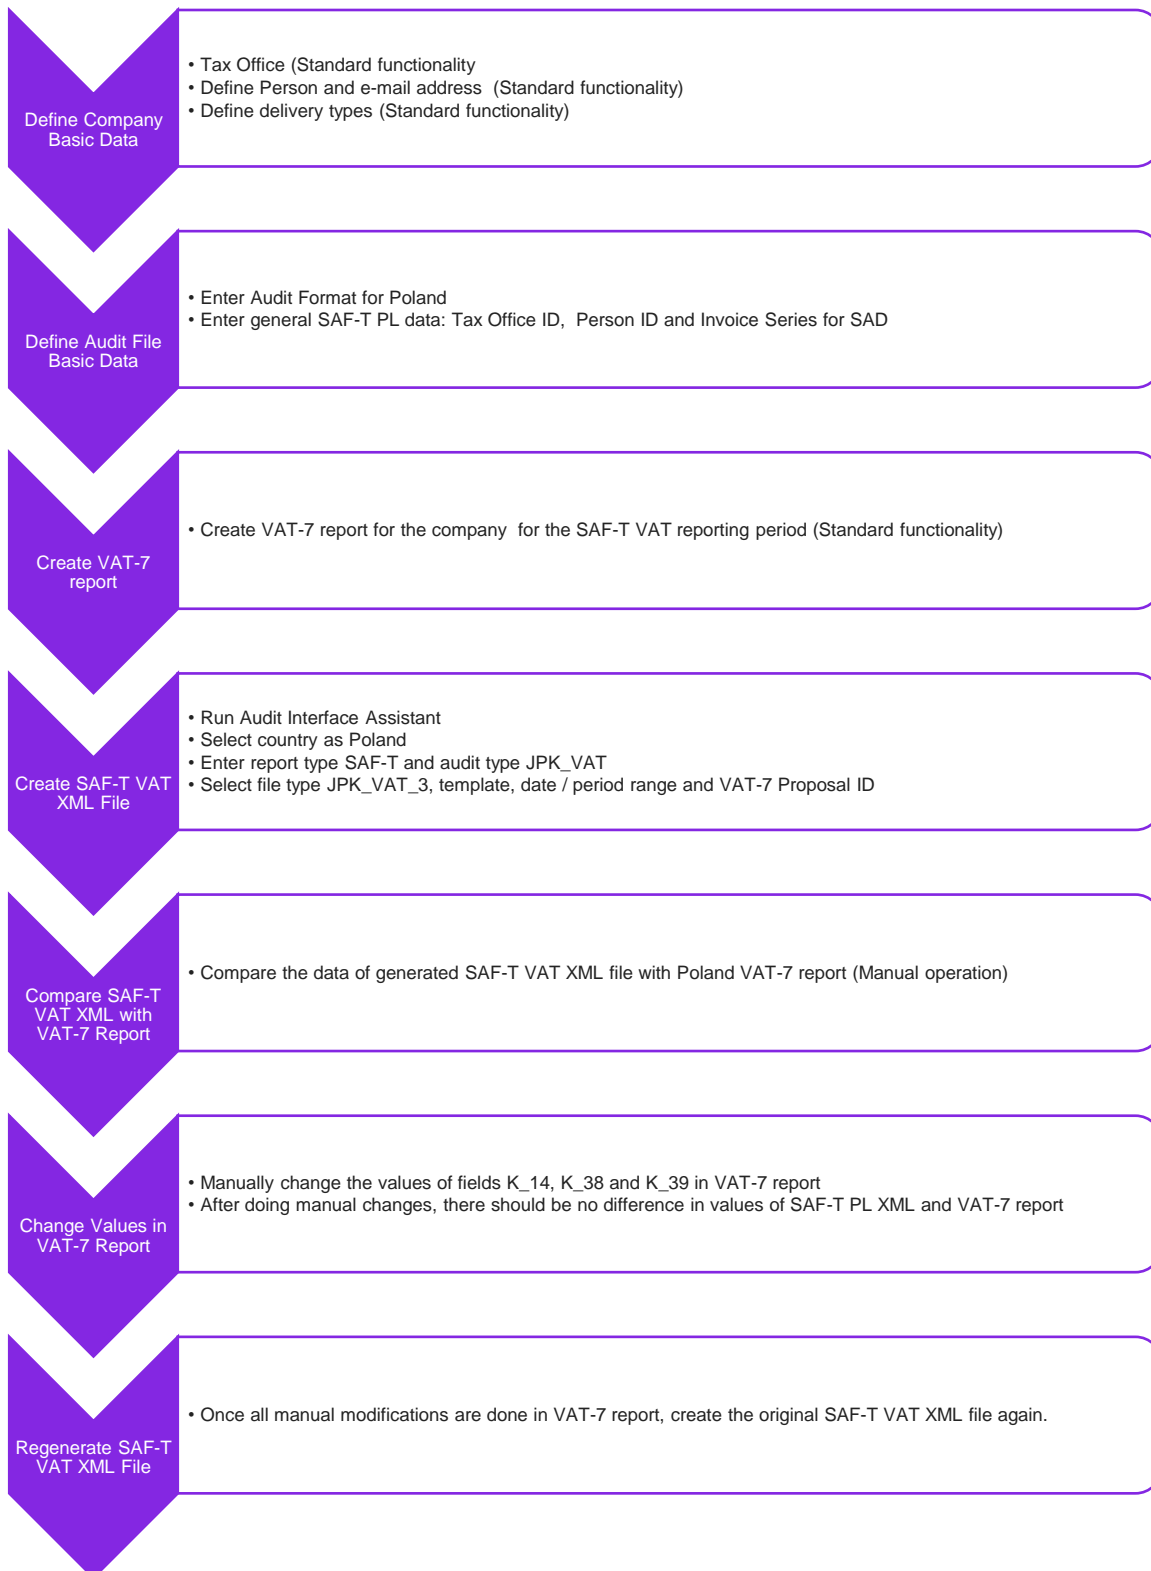 Define Company
Basic Data
• Tax Office (Standard functionality
• Define Person and e-mail address  (Standard functionality)
• Define delivery types (Standard functionality)
Define Audit File
Basic Data
• Enter Audit Format for Poland
• Enter general SAF-T PL data: Tax Office ID,  Person ID and Invoice Series for SAD
Create VAT-7
report
• Create VAT-7 report for the company  for the SAF-T VAT reporting period (Standard functionality)
Create SAF-T VAT
XML File
• Run Audit Interface Assistant
• Select country as Poland
• Enter report type SAF-T and audit type JPK_VAT
• Select file type JPK_VAT_3, template, date / period range and VAT-7 Proposal ID
Compare SAF-T
VAT XML with
VAT-7 Report
• Compare the data of generated SAF-T VAT XML file with Poland VAT-7 report (Manual operation)
Change Values in
VAT-7 Report
• Manually change the values of fields K_14, K_38 and K_39 in VAT-7 report
• After doing manual changes, there should be no difference in values of SAF-T PL XML and VAT-7 report
Regenerate SAF-T
VAT XML File
• Once all manual modifications are done in VAT-7 report, create the original SAF-T VAT XML file again.